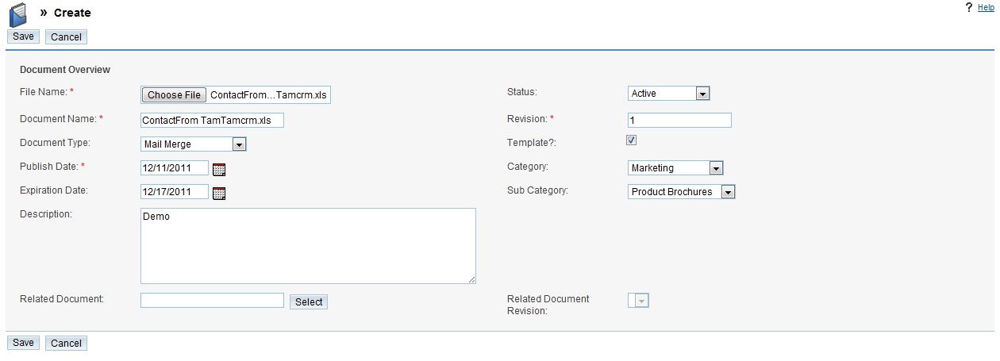 » Create
? Help
Save Cancel
Document Overview
File Name: * Choose File ContactFrom...Tamcrm.xls Status: Active
Document Name: * ContactFrom TamTamcrm.xls Revision: * 1
Document Type: Mail Merge Template?:
Publish Date: * 12/11/2011 Category: Marketing
Expiration Date: 12/17/2011 Sub Category: Product Brochures
Description: Demo
Related Document: Select Related Document
Revision:
Save Cancel